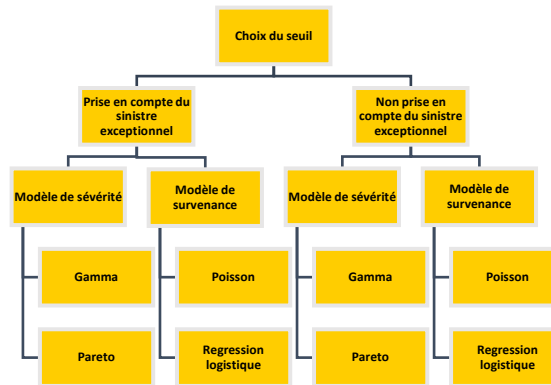 Choix du seuil
Prise en compte du
sinistre
exceptionnel
Non prise en
compte du sinistre
exceptionnel
Modèle de sévérité
Modèle de
survenance
Modèle de sévérité
Modèle de
survenance
Gamma
Poisson
Gamma
Poisson
Pareto
Regression
logistique
Pareto
Regression
logistique